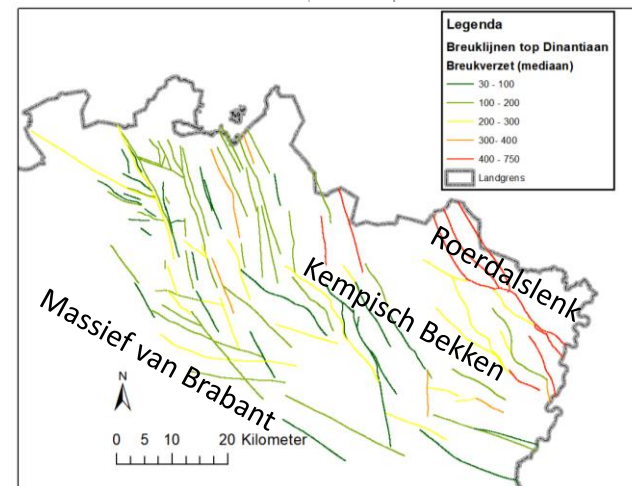 Legenda
Breuklijnen top Dinantiaan
Breukverzet (mediaan)
30 - 100
100 - 200
200 - 300
300- 400
400 - 750
Landgrens
Roerdalslenk
Kempisch Bekken
Massief van Brabant
N
0 5 10 20 Kilometer